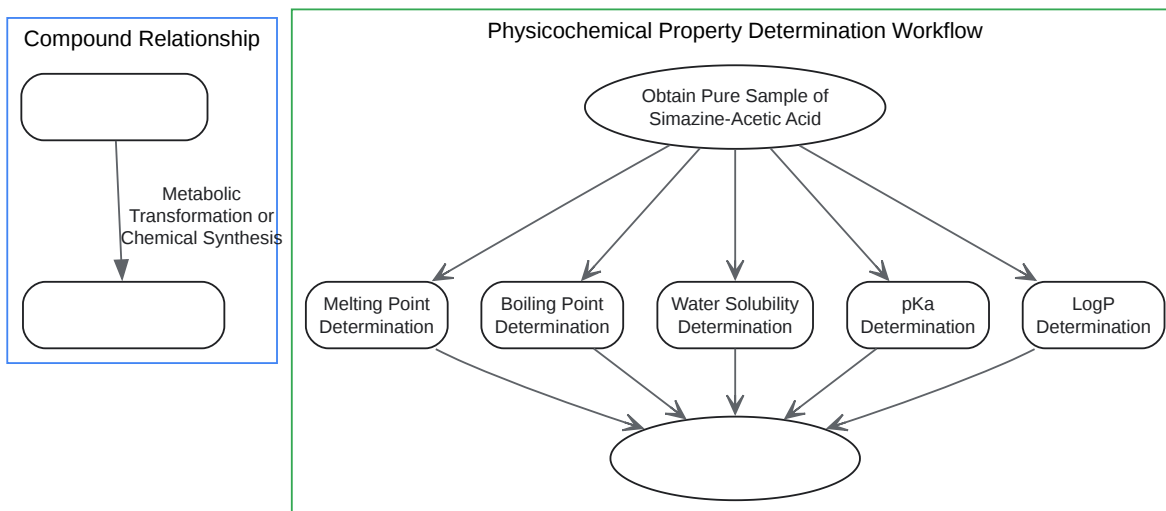 Compound Relationship
Metabolic
Transformation or
Chemical Synthesis
Physicochemical Property Determination Workflow
Obtain Pure Sample of
Simazine-Acetic Acid
Melting Point
Determination
Boiling Point
Determination
Water Solubility
Determination
pKa
Determination
LogP
Determination